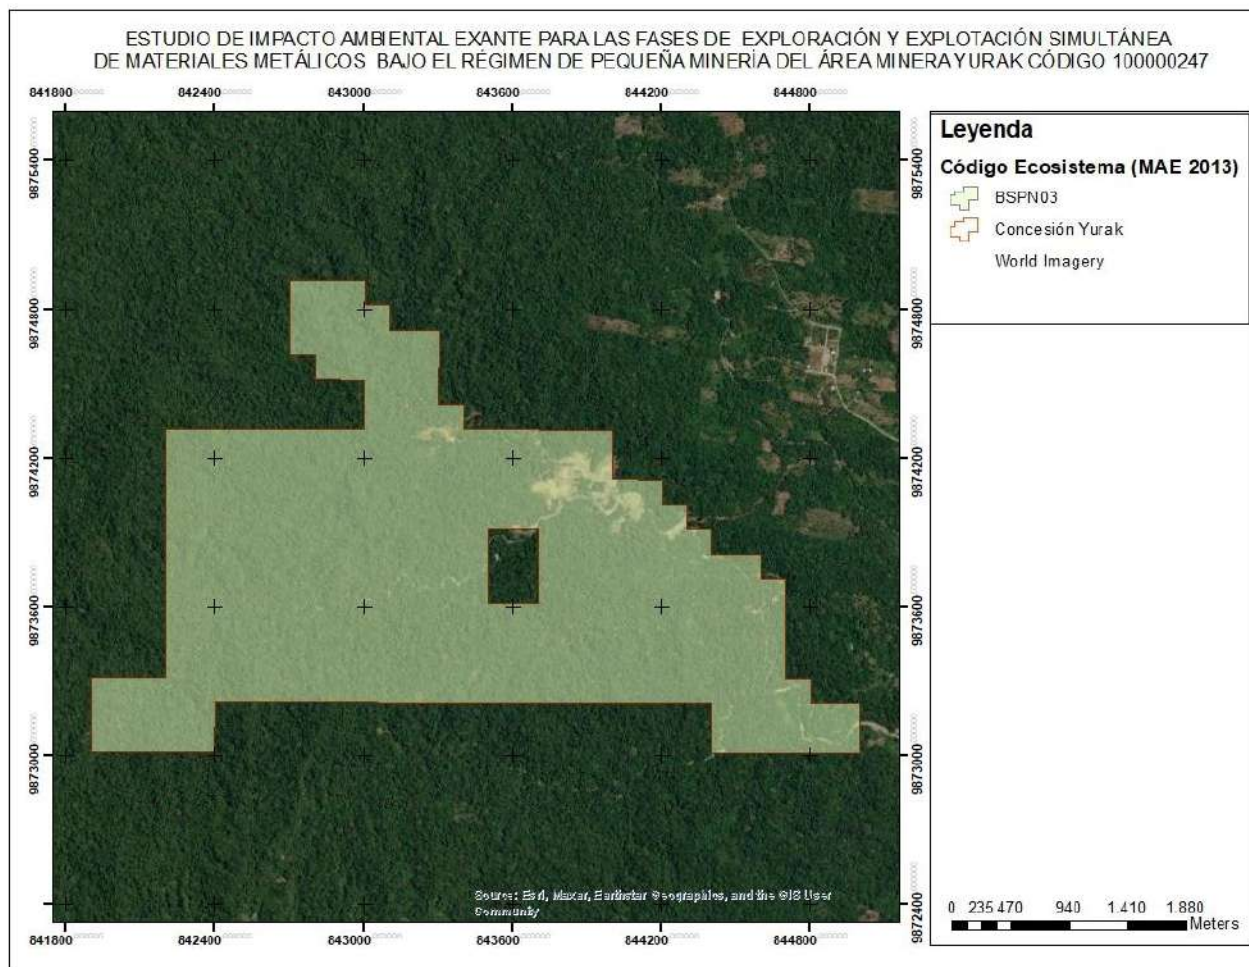 ESTUDIO DE IMPACTO AMBIENTAL EXANTE PARA LAS FASES DE EXPLORACIÓN Y EXPLOTACIÓN SIMULTÁNEA
DE MATERIALES METÁLICOS BAJO EL RÉGIMEN DE PEQUEÑA MINERÍA DEL ÁREA MINERA YURAK CÓDIGO 100000247
841800 842400 843000 843600 844200 844800
9875400 9875400
9874800 9874800
9874200 9874200
9873600 9873600
9873000 9873000
9872400
841800 842400 843000 843600 844200 844800
Source: Esri, Maxar, Earthstar Geographics, and the GIS User
Community
Leyenda
Código Ecosistema (MAE 2013)
BSPN03
Concesión Yurak
World Imagery
0 235 470 940 1.410 1.880
Meters